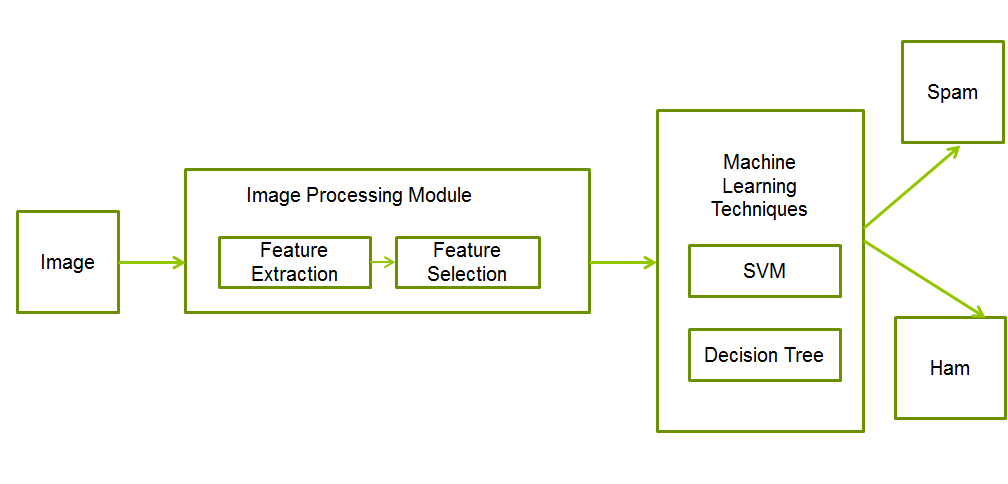 Image
Image Processing Module
Feature
Extraction
Feature
Selection
Machine
Learning
Techniques
SVM
Decision Tree
Spam
Ham